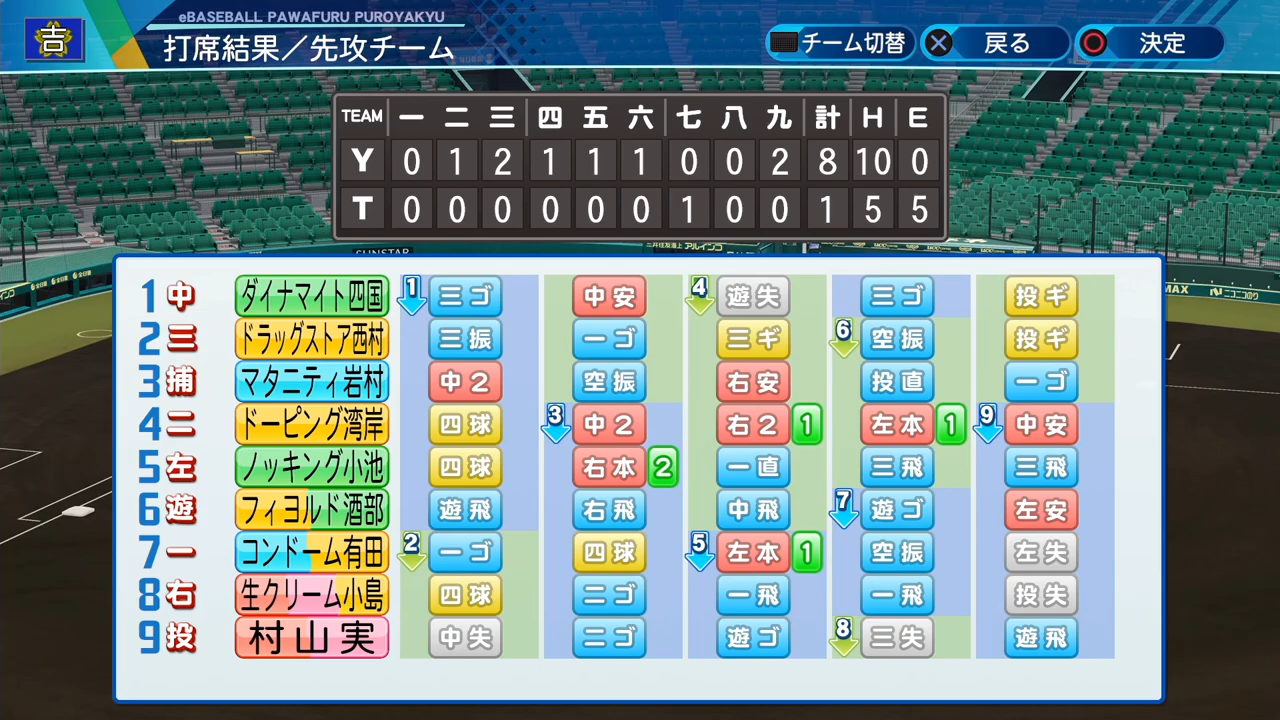 吉
eBASEBALL PAWAFURU PUROYAKYU
打席結果／先攻チーム
チーム切替 戻る 決定
TEAM 一 二 三 四 五 六 七 八 九 計 H E
Y 0 1 2 1 1 1 0 0 2 8 10 0
T 0 0 0 0 0 0 1 0 0 1 5 5
1 中 ダイナマイト四国 1 三ゴ 中安 4 遊失 三ゴ 投ギ
2 三 ドラッグストア西村 三振 一ゴ 三ギ 6 空振 投ギ
3 捕 マタニティ岩村 中2 空振 右安 投直 一ゴ
4 二 ドーピング湾岸 四球 3 中2 右2 1 左本 1 9 中安
5 左 ノッキング小池 四球 右本 2 一直 三飛 三飛
6 遊 フィヨルド酒部 遊飛 右飛 中飛 7 遊ゴ 左安
7 一 コンドーム有田 2 一ゴ 四球 5 左本 1 空振 左失
8 右 生クリーム小島 四球 二ゴ 一飛 一飛 投失
9 投 村山実 中失 二ゴ 遊ゴ 8 三失 遊飛